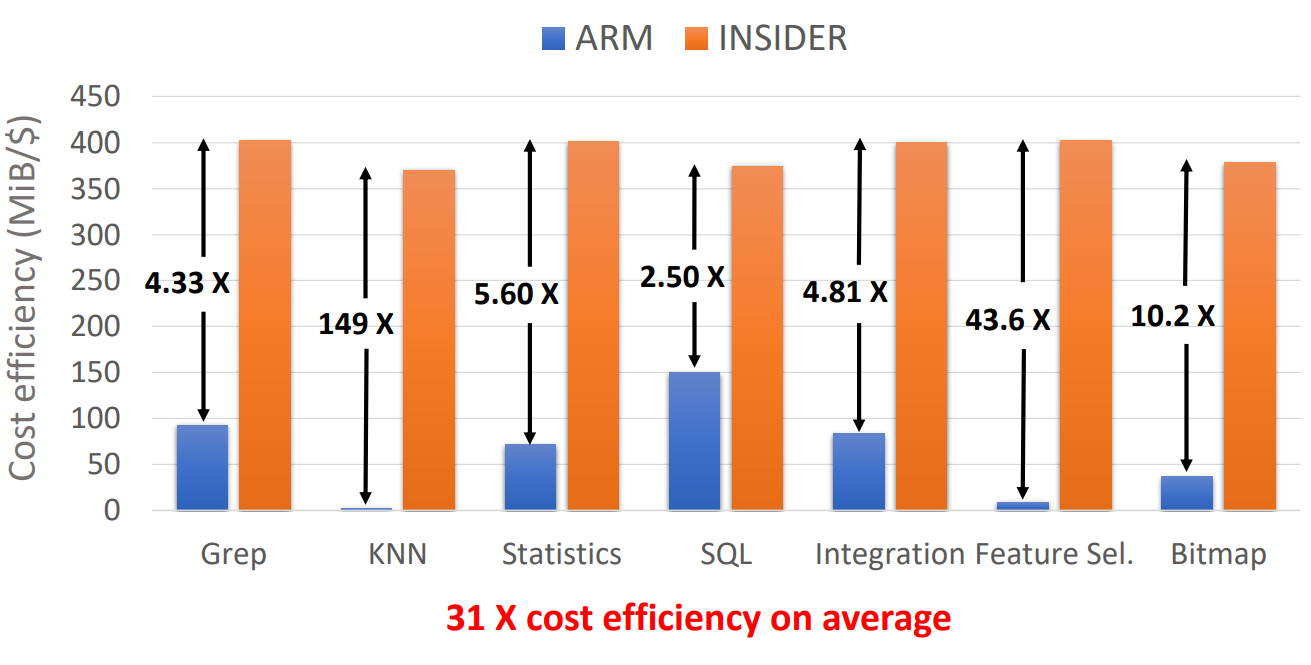 ARM INSIDER
Cost efficiency (MiB/$)
450
400
350
300
250
200
150
100
50
0
4.33 X
149 X
5.60 X
2.50 X
4.81 X
43.6 X
10.2 X
Grep KNN Statistics SQL Integration Feature Sel. Bitmap
31 X cost efficiency on average